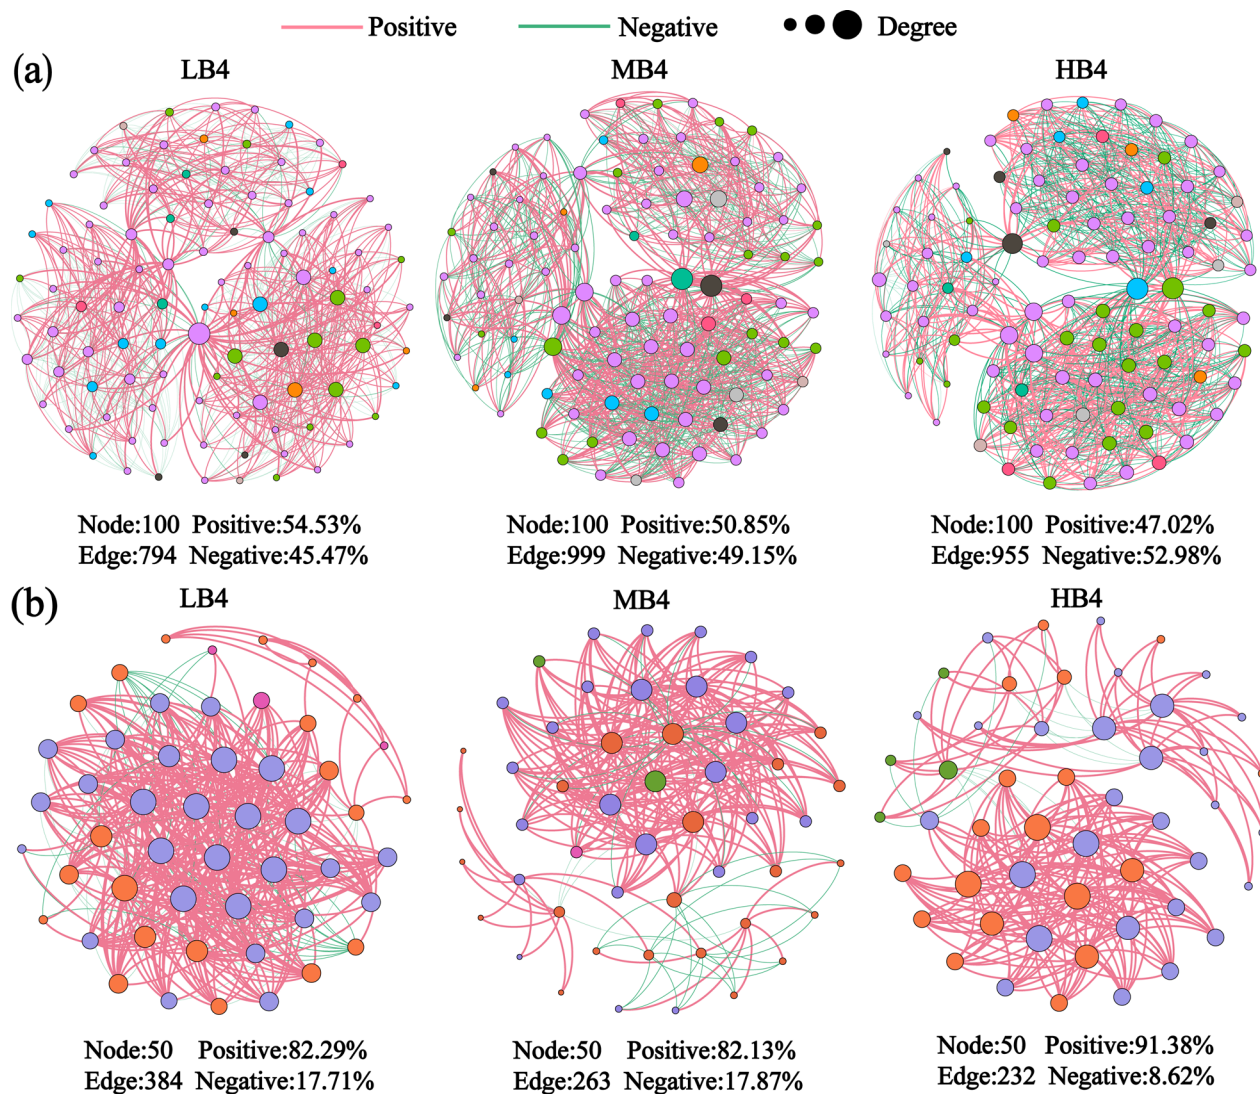 Positive Negative Degree
(a)
LB4 MB4 HB4
Node:100 Positive:54.53% Node:100 Positive:50.85% Node:100 Positive:47.02%
Edge:794 Negative:45.47% Edge:999 Negative:49.15% Edge:955 Negative:52.98%
(b)
LB4 MB4 HB4
Node:50 Positive:82.29% Node:50 Positive:82.13% Node:50 Positive:91.38%
Edge:384 Negative:17.71% Edge:263 Negative:17.87% Edge:232 Negative:8.62%